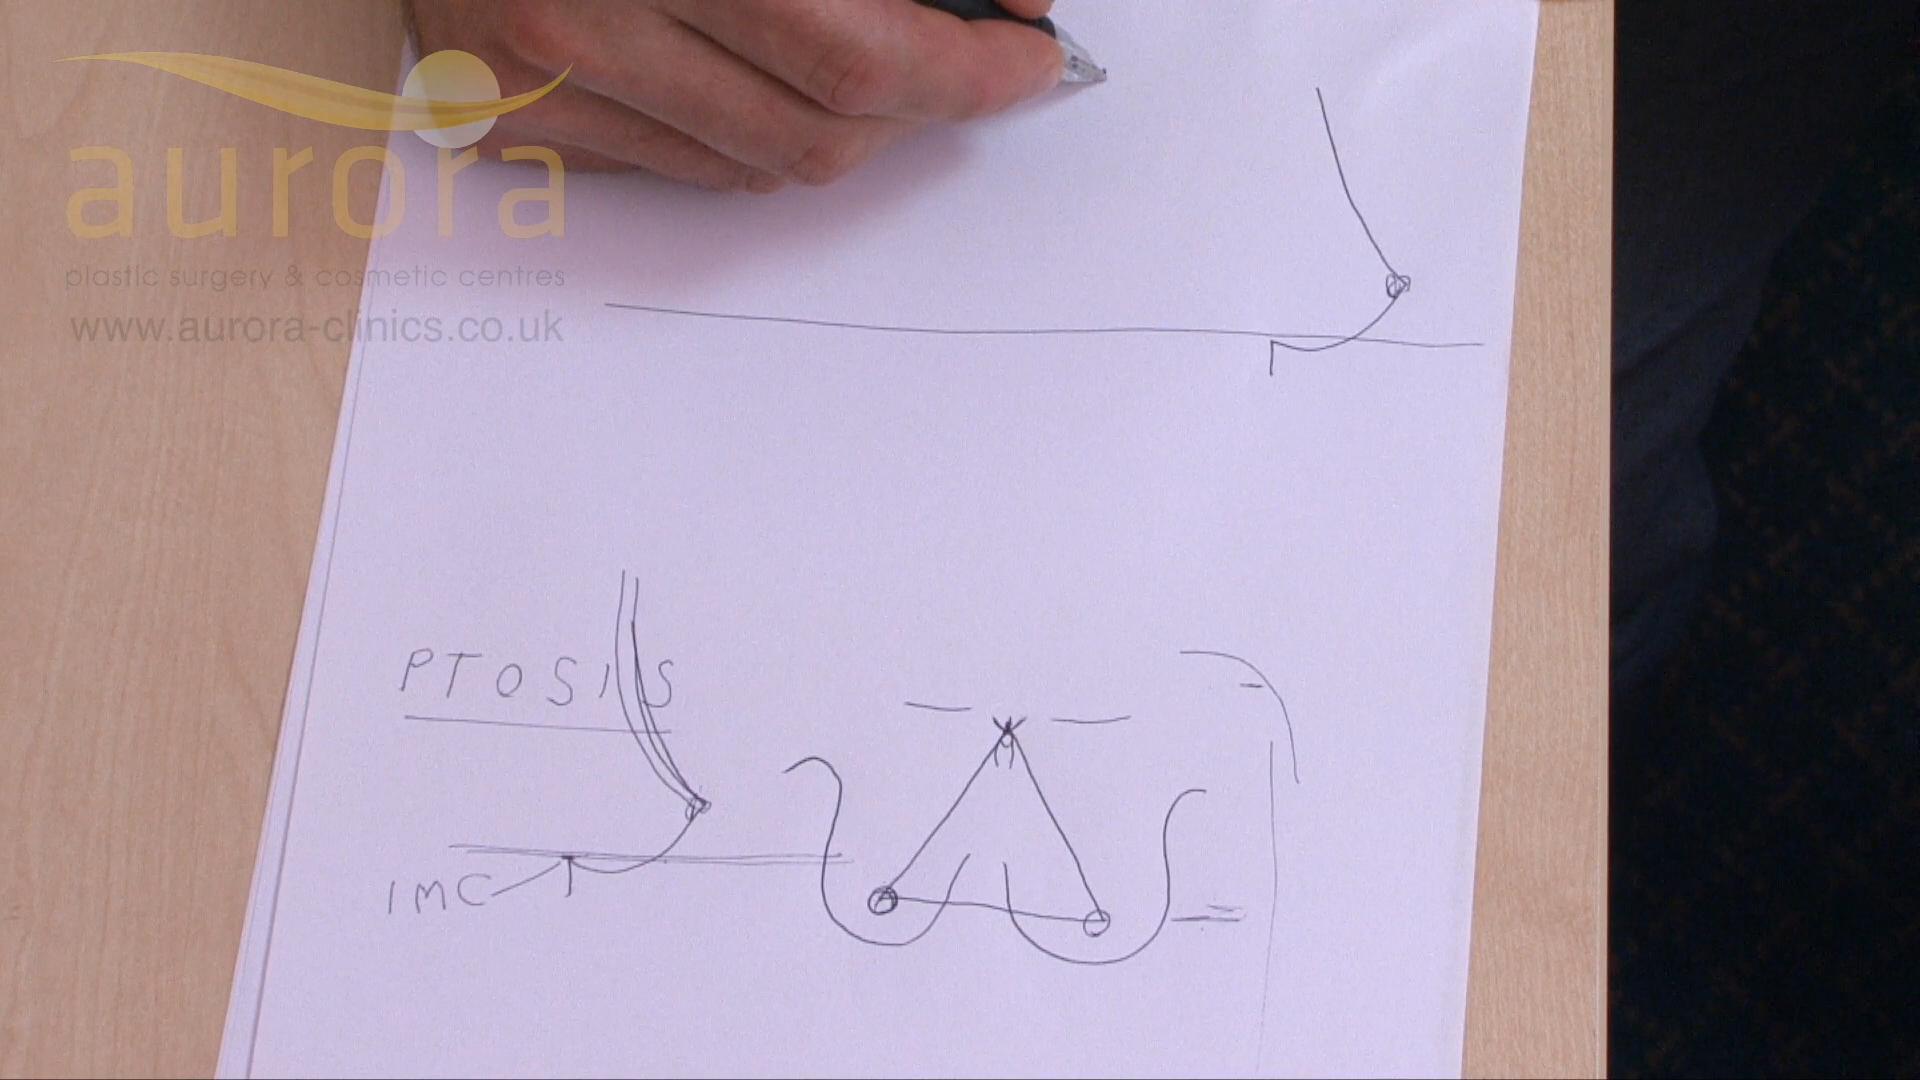 aurora
plastic surgery & cosmetic centres
www.aurora-clinics.co.uk
PTOSIS
IMC